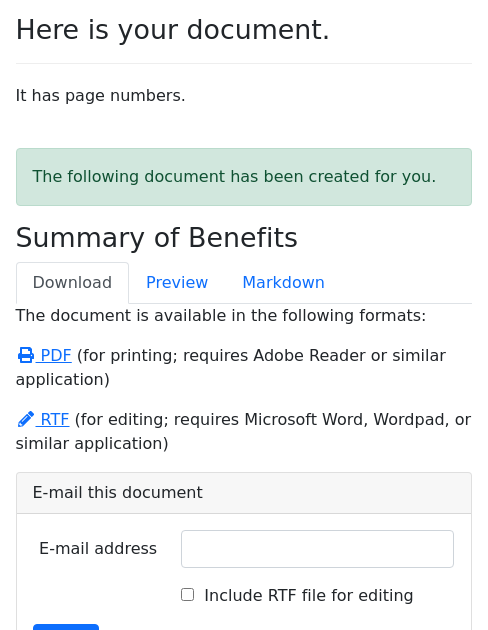 Here is your document.
It has page numbers.
The following document has been created for you.
Summary of Benefits
Download Preview Markdown
The document is available in the following formats:
PDF (for printing; requires Adobe Reader or similar
application)
RTF (for editing; requires Microsoft Word, Wordpad, or
similar application)
E-mail this document
E-mail address
Include RTF file for editing